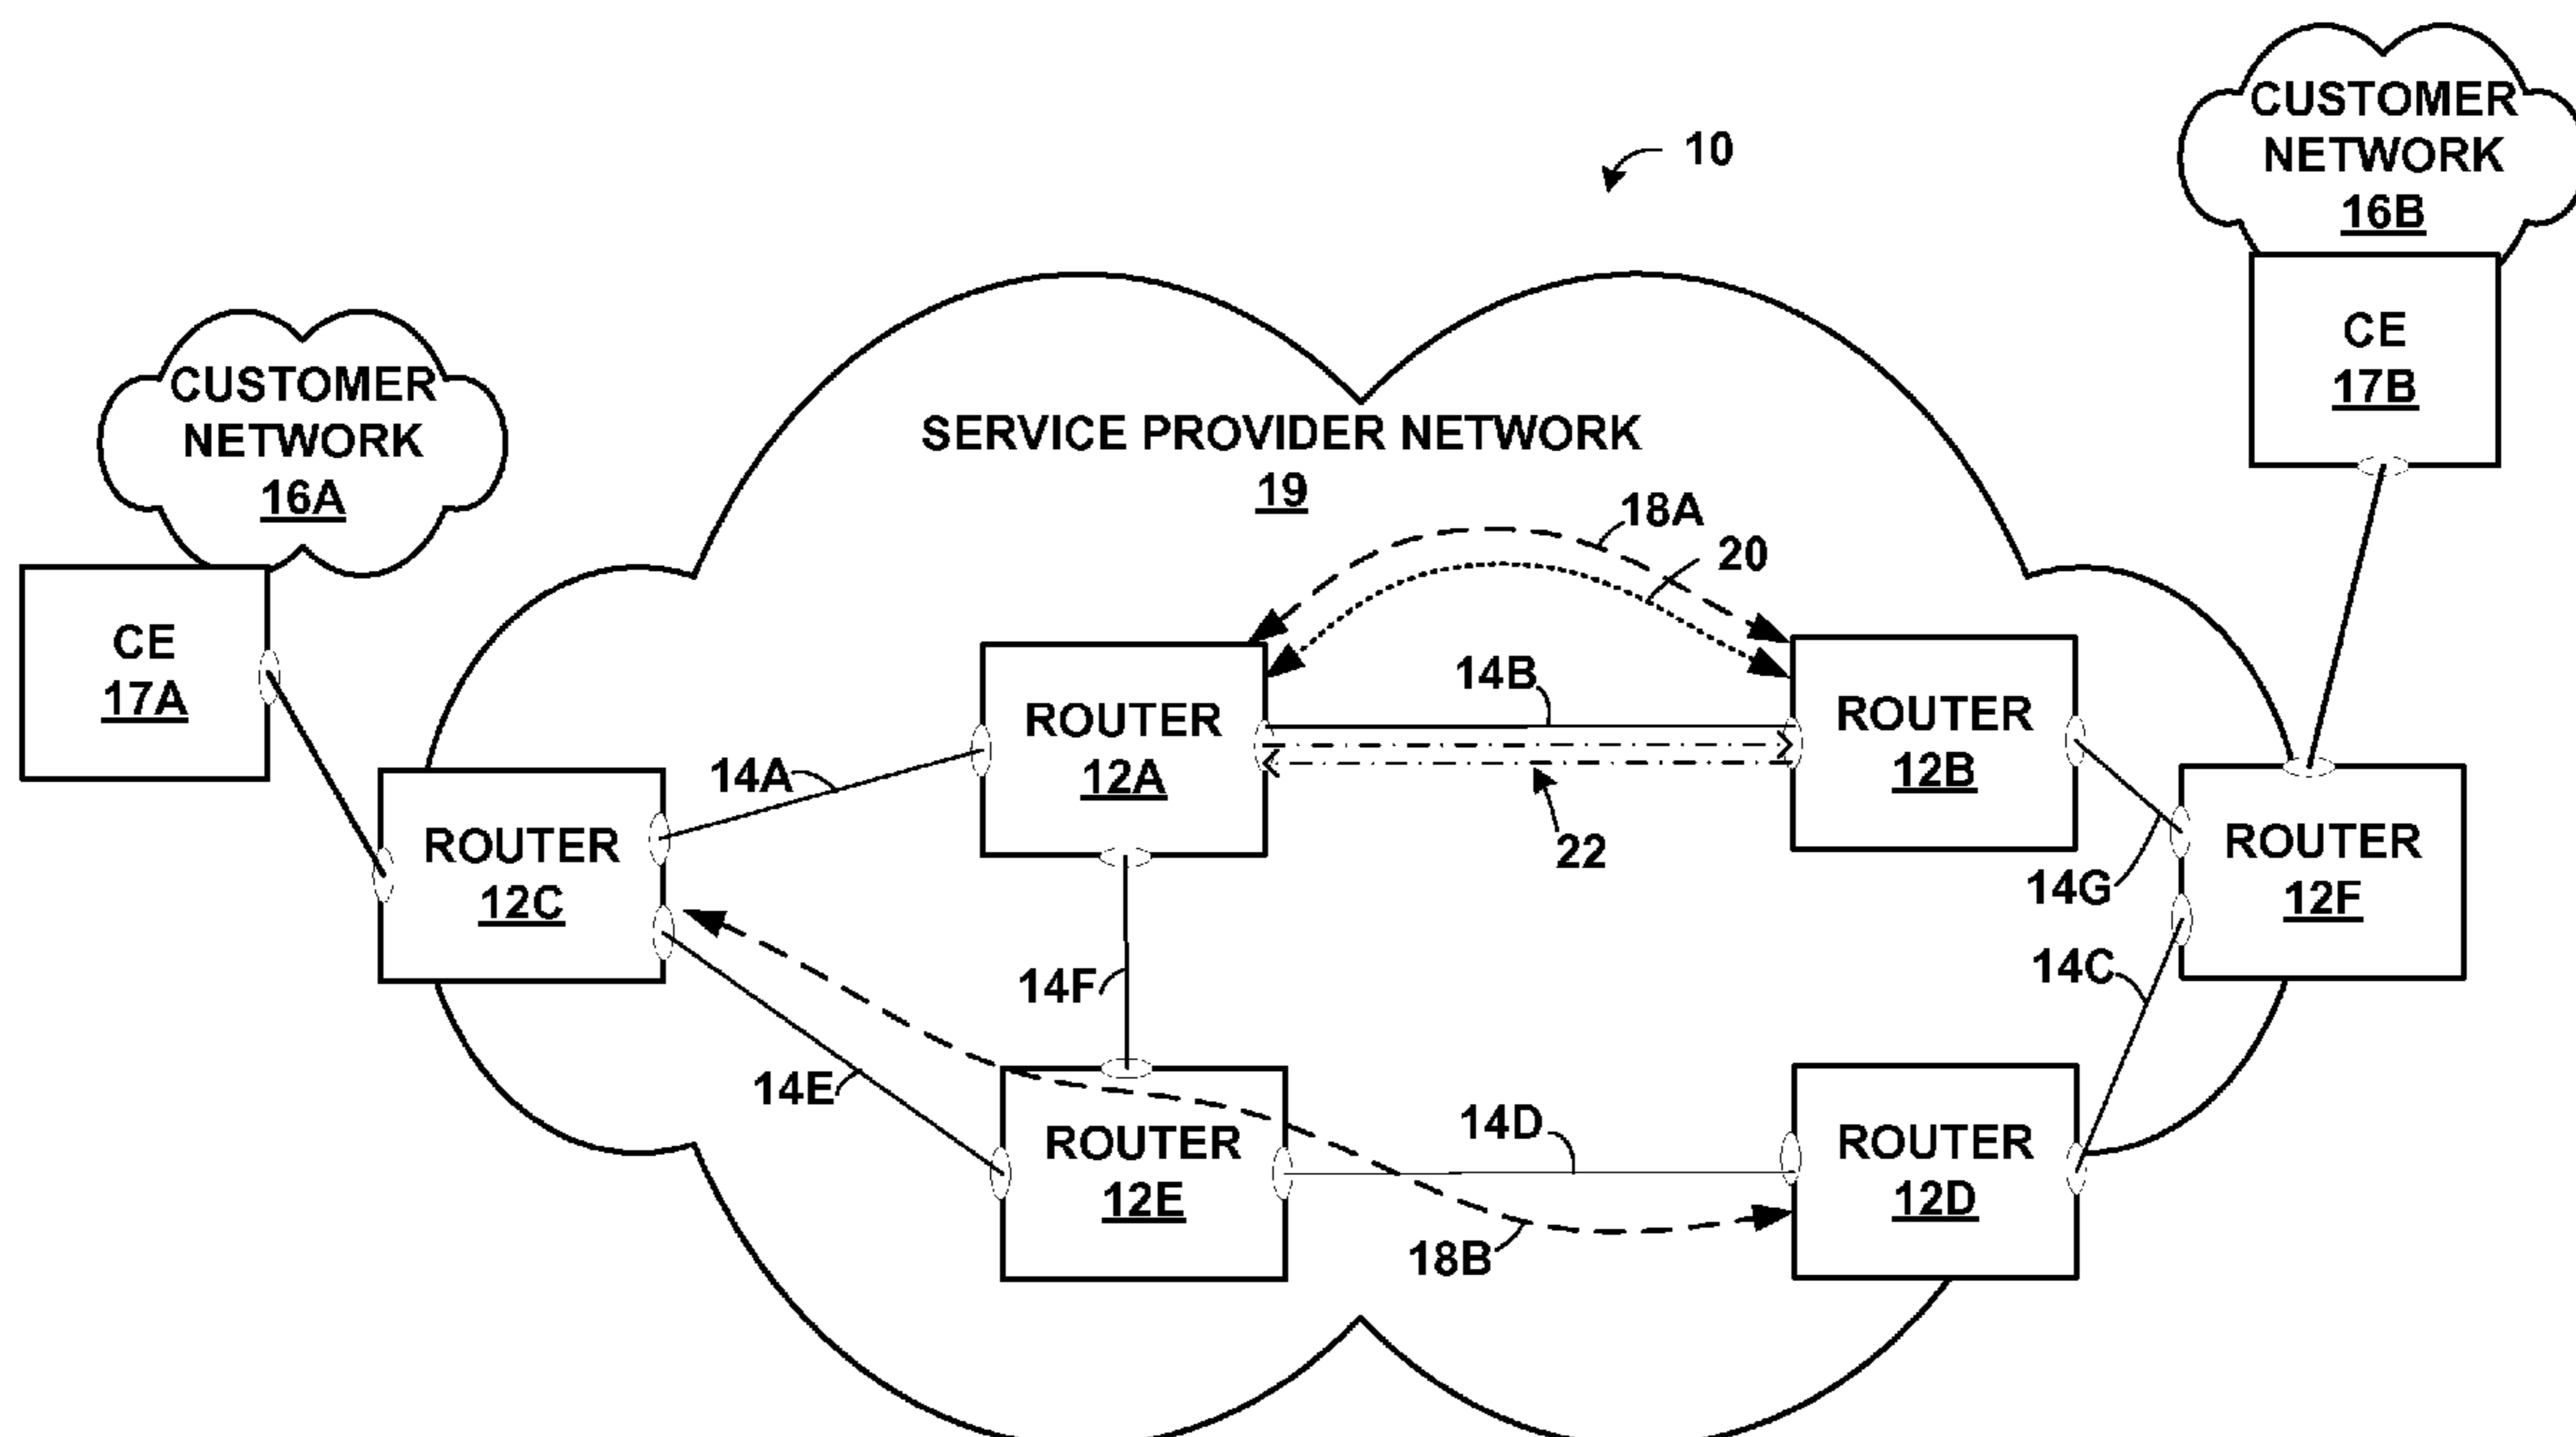 10
CUSTOMER
NETWORK
16B
CE
17B
CUSTOMER
NETWORK
16A
CE
17A
SERVICE PROVIDER NETWORK
19
18A
20
14B
ROUTER
12A
ROUTER
12B
22
14A
ROUTER
12C
14G
ROUTER
12F
14F
14C
14E
ROUTER
12E
14D
ROUTER
12D
18B